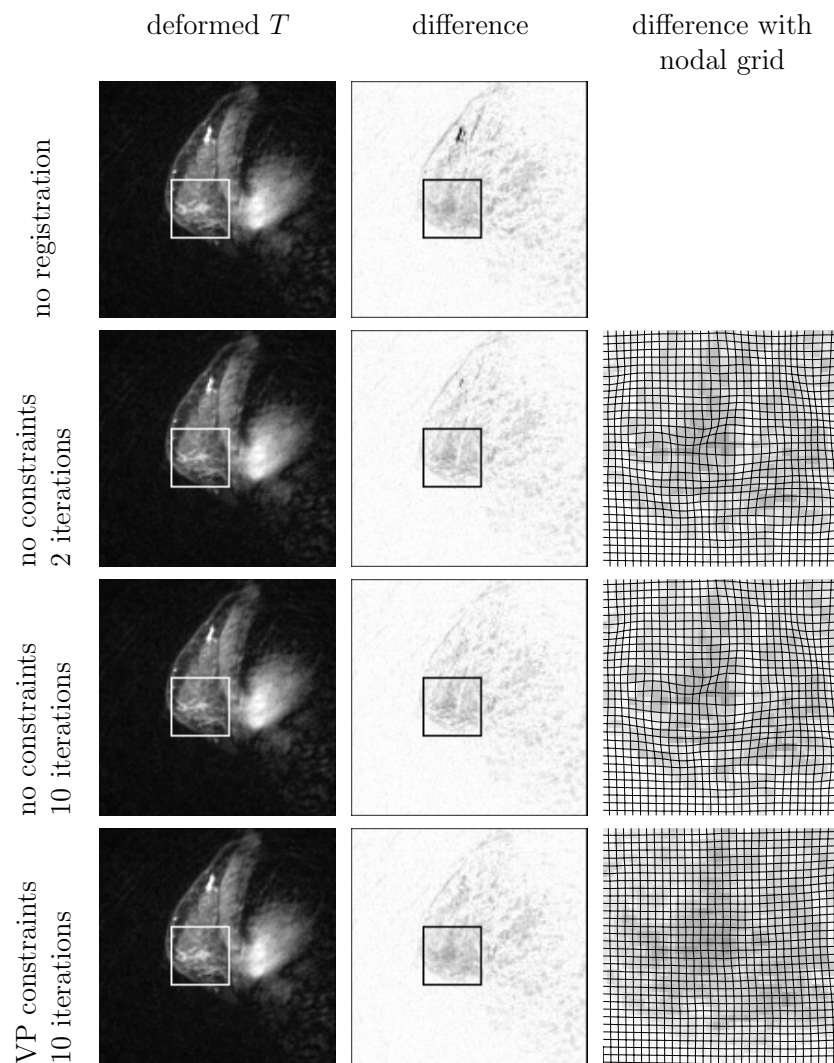 deformed T
difference
difference with
nodal grid
no registration
no constraints
2 iterations
no constraints
10 iterations
VP constraints
10 iterations